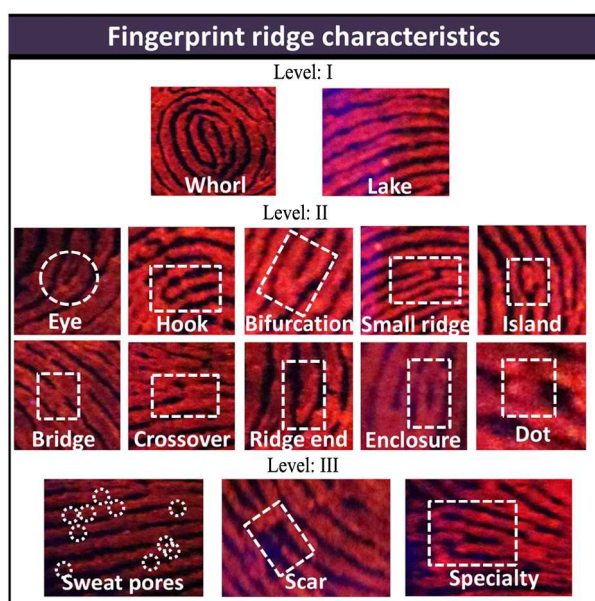 Fingerprint ridge characteristics
Level: I
Whorl
Lake
Level: II
Eye
Hook
Bifurcation
Small ridge
Island
Bridge
Crossover
Ridge end
Enclosure
Dot
Level: III
Sweat pores
Scar
Specialty